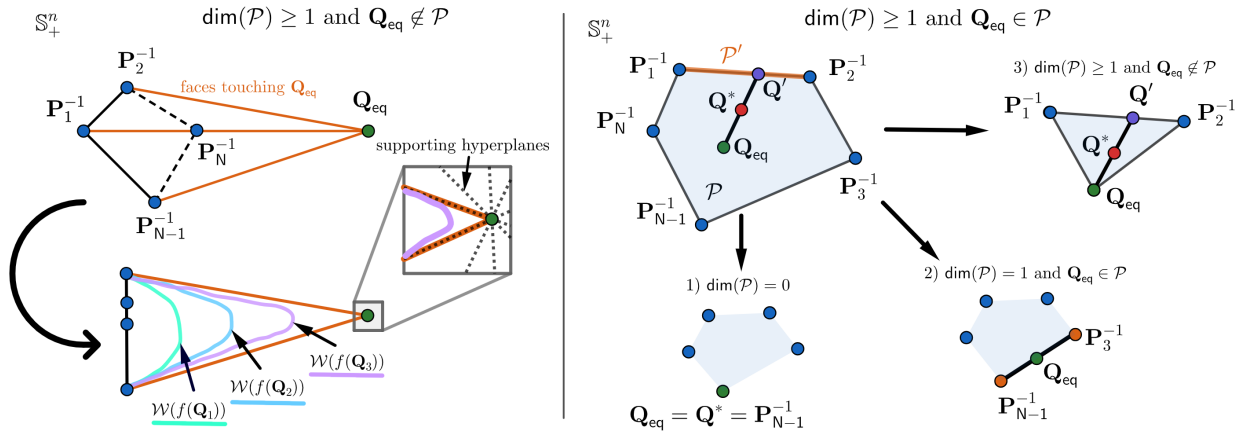 𝕊ⁿ₊
dim(𝒫) ≥ 1 and Q_eq ∉ 𝒫
P₂⁻¹
faces touching Q_eq
P₁⁻¹
Q_eq
P_N⁻¹
supporting hyperplanes
P_{N-1}⁻¹
𝒲(f(Q₃))
𝒲(f(Q₂))
𝒲(f(Q₁))
𝕊ⁿ₊
dim(𝒫) ≥ 1 and Q_eq ∈ 𝒫
P₁⁻¹
𝒫′
P₂⁻¹
Q′
Q*
P_N⁻¹
Q_eq
𝒫
P₃⁻¹
P_{N-1}⁻¹
3) dim(𝒫) ≥ 1 and Q_eq ∉ 𝒫
P₁⁻¹
Q′
P₂⁻¹
Q*
Q_eq
1) dim(𝒫) = 0
Q_eq = Q* = P_{N-1}⁻¹
2) dim(𝒫) = 1 and Q_eq ∈ 𝒫
P₃⁻¹
Q_eq
P_{N-1}⁻¹